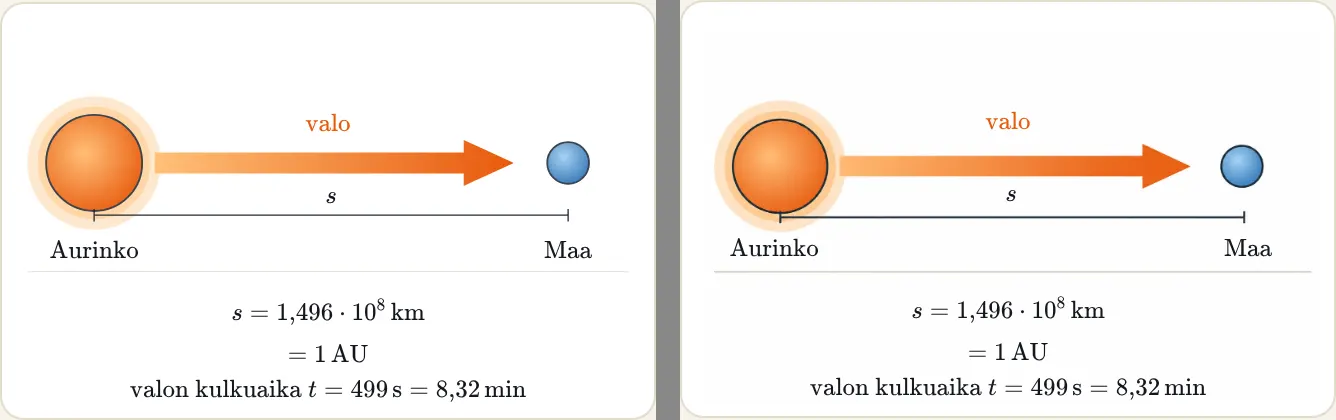 valo
s
Aurinko Maa
s = 1,496 · 10⁸ km
= 1 AU
valon kulkuaika t = 499 s = 8,32 min
valo
s
Aurinko Maa
s = 1,496 · 10⁸ km
= 1 AU
valon kulkuaika t = 499 s = 8,32 min